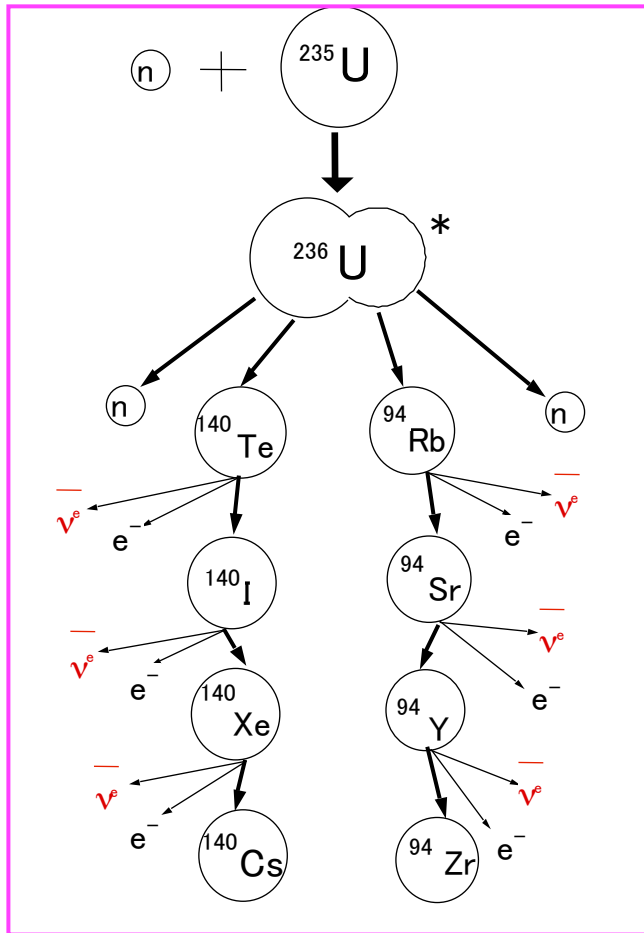 n + ²³⁵U
²³⁶U *
n ¹⁴⁰Te ⁹⁴Rb n
ν̅ᵉ e⁻ e⁻ ν̅ᵉ
¹⁴⁰I ⁹⁴Sr
ν̅ᵉ e⁻ ν̅ᵉ e⁻
¹⁴⁰Xe ⁹⁴Y
ν̅ᵉ e⁻ ν̅ᵉ e⁻
¹⁴⁰Cs ⁹⁴Zr